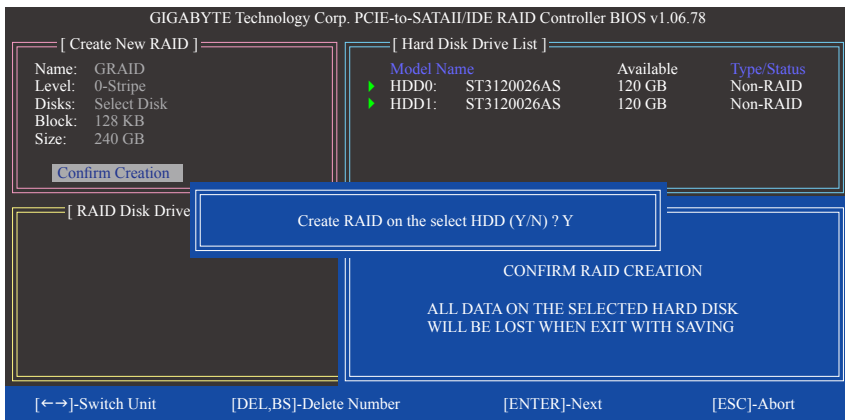 GIGABYTE Technology Corp. PCIE-to-SATAII/IDE RAID Controller BIOS v1.06.78
[ Create New RAID ]
Name: GRAID
Level: 0-Stripe
Disks: Select Disk
Block: 128 KB
Size: 240 GB
Confirm Creation
[ Hard Disk Drive List ]
Model Name Available Type/Status
HDD0: ST3120026AS 120 GB Non-RAID
HDD1: ST3120026AS 120 GB Non-RAID
[ RAID Disk Drive
Create RAID on the select HDD (Y/N) ? Y
CONFIRM RAID CREATION
ALL DATA ON THE SELECTED HARD DISK
WILL BE LOST WHEN EXIT WITH SAVING
[←→]-Switch Unit [DEL,BS]-Delete Number [ENTER]-Next [ESC]-Abort